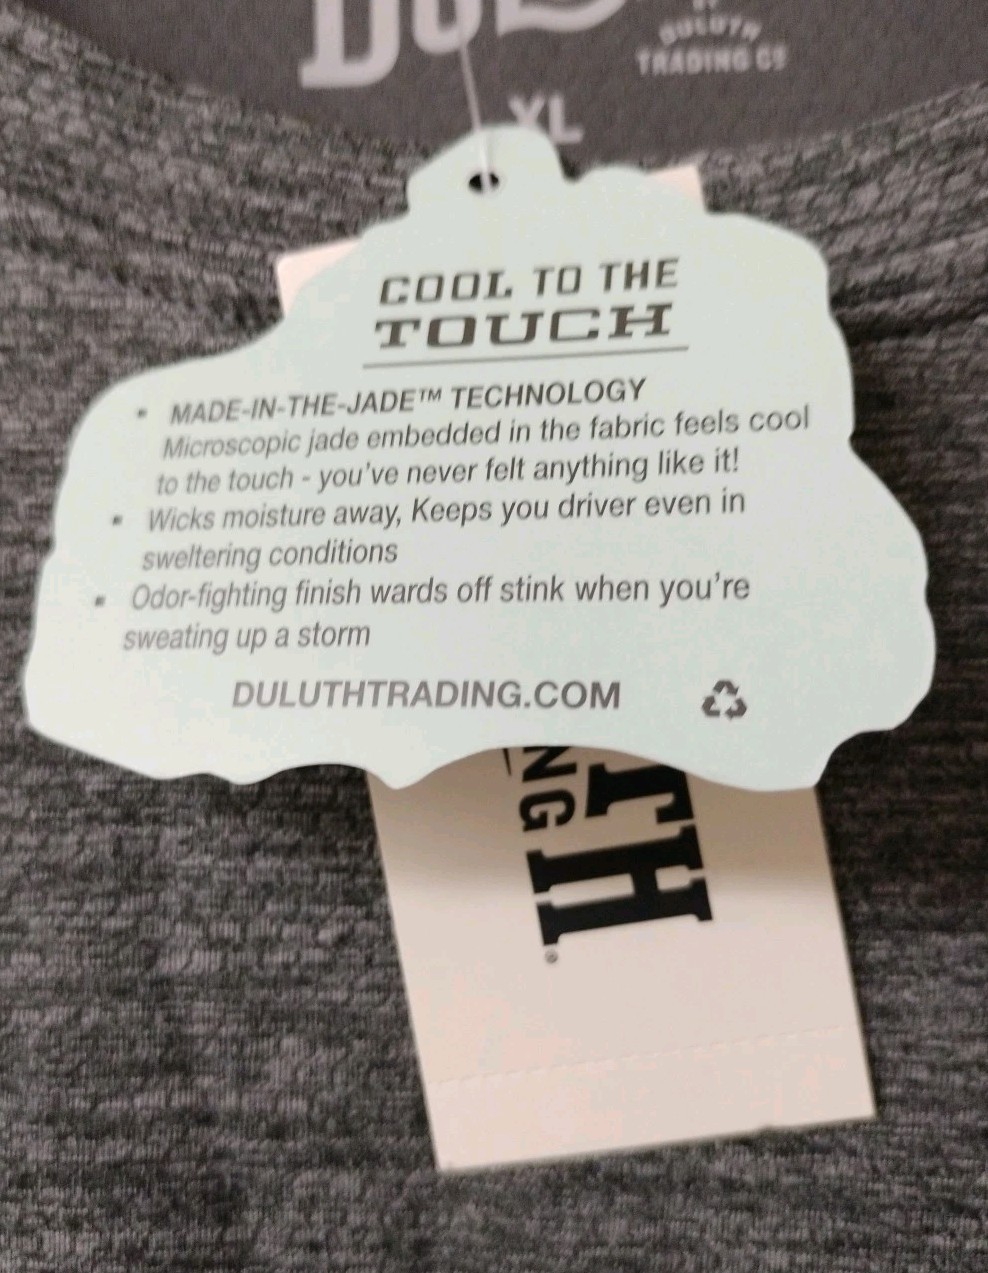 DULUTH
TRADING CO
XL
COOL TO THE
TOUCH
▪ MADE-IN-THE-JADE™ TECHNOLOGY
Microscopic jade embedded in the fabric feels cool
to the touch - you've never felt anything like it!
▪ Wicks moisture away, Keeps you driver even in
sweltering conditions
▪ Odor-fighting finish wards off stink when you're
sweating up a storm
DULUTHTRADING.COM